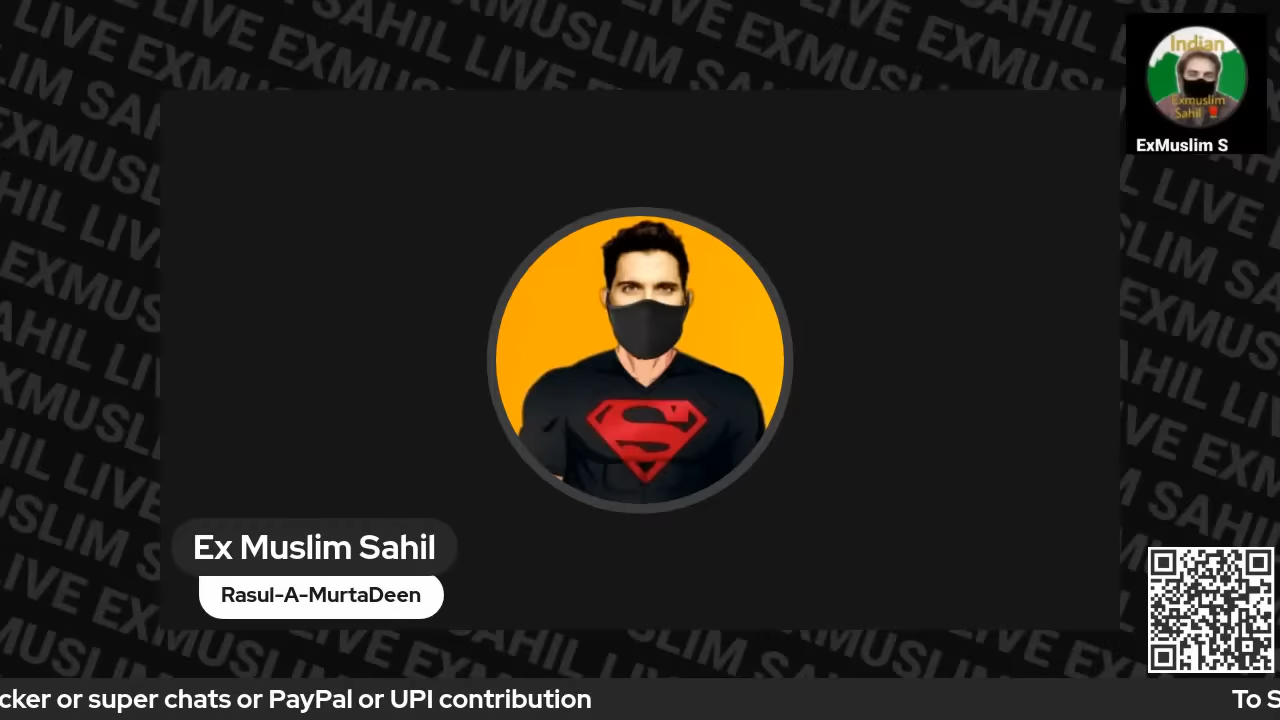 Indian
Exmuslim
Sahil
ExMuslim S
Ex Muslim Sahil
Rasul-A-MurtaDeen
cker or super chats or PayPal or UPI contribution
To S